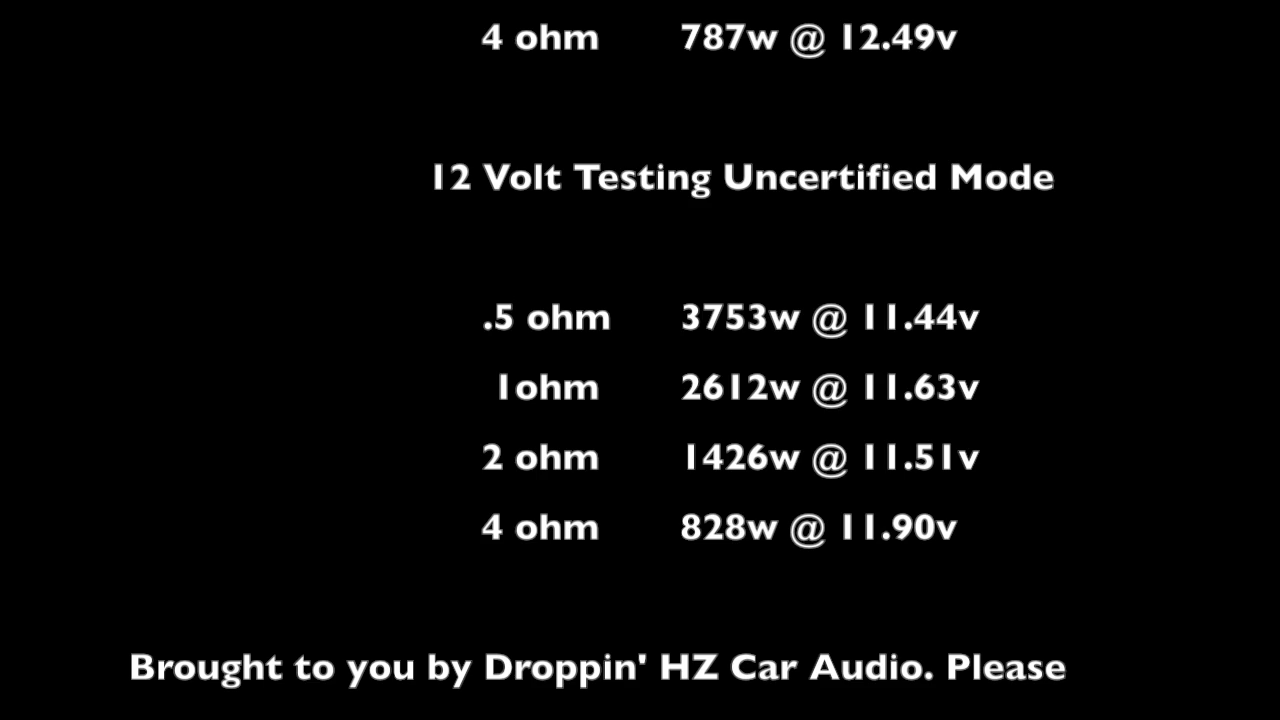 4 ohm 787w @ 12.49v
12 Volt Testing Uncertified Mode
.5 ohm 3753w @ 11.44v
1ohm 2612w @ 11.63v
2 ohm 1426w @ 11.51v
4 ohm 828w @ 11.90v
Brought to you by Droppin' HZ Car Audio. Please